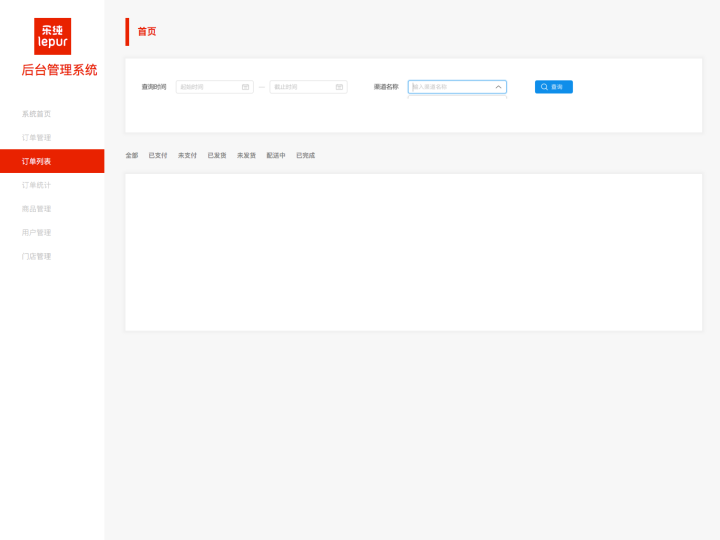 乐纯
lepur
后台管理系统
系统首页
订单管理
订单列表
订单统计
商品管理
用户管理
门店管理
首页
查询时间 起始时间 — 截止时间 渠道名称 输入渠道名称 查询
全部 已支付 未支付 已发货 未发货 配送中 已完成